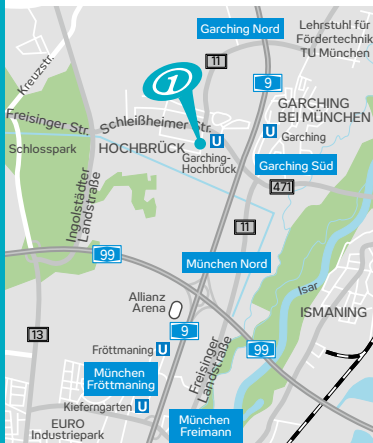 Garching Nord
Lehrstuhl für
Fördertechnik
TU München
11
9
Kreuzstr.
GARCHING
BEI MÜNCHEN
Freisinger Str.
Schleißheimer Str.
U
U
Garching
Schlosspark
HOCHBRÜCK
Garching-
Hochbrück
Garching Süd
471
Ingolstädter
Landstraße
11
99
München Nord
Isar
Allianz
Arena
ISMANING
9
13
Fröttmaning U
99
Freisinger
Landstraße
München
Fröttmaning
Kieferngarten U
München
Freimann
EURO
Industriepark